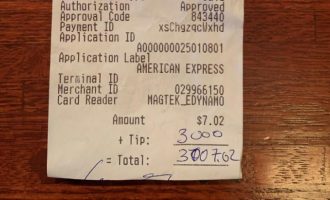 Authorization Approved
Approval Code 843440
Payment ID xsChgzqcWxhd
Application ID
A000000025010801
Application Label
AMERICAN EXPRESS
Terminal ID
Merchant ID 029966150
Card Reader MAGTEK_EDYNAMO
Amount $7.02
+ Tip: 3000
= Total: 3007.02